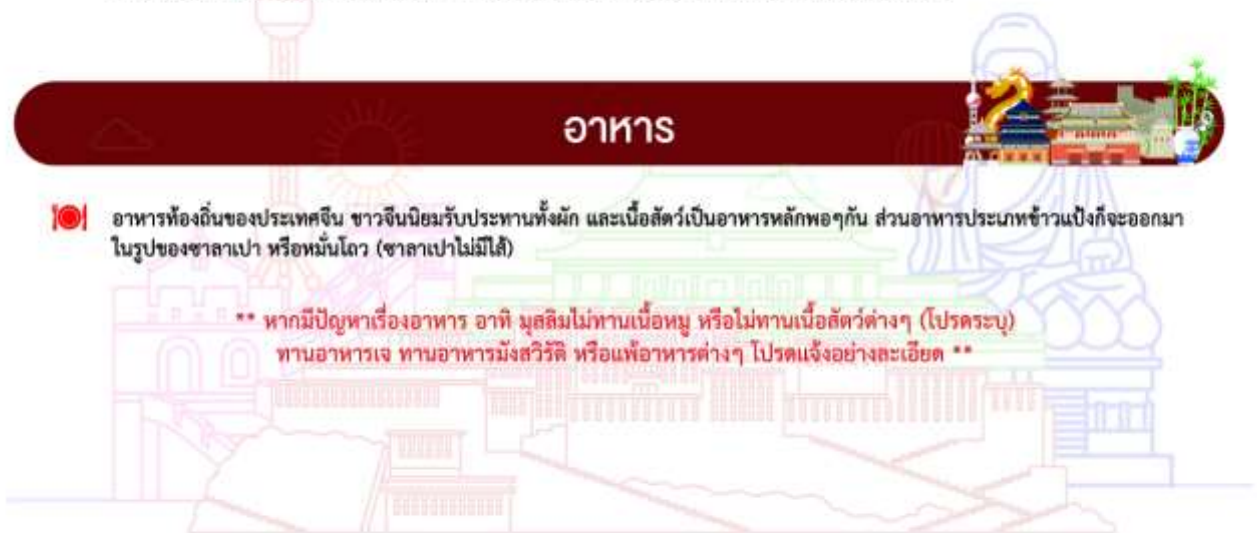 อาหาร
อาหารท้องถิ่นของประเทศจีน ชาวจีนนิยมรับประทานทั้งผัก และเนื้อสัตว์เป็นอาหารหลักพอๆกัน ส่วนอาหารประเภทข้าวแป้งก็จะออกมา
ในรูปของซาลาเปา หรือหมั่นโถว (ซาลาเปาไม่มีไส้)
** หากมีปัญหาเรื่องอาหาร อาทิ มุสลิมไม่ทานเนื้อหมู หรือไม่ทานเนื้อสัตว์ต่างๆ (โปรดระบุ)
ทานอาหารเจ ทานอาหารมังสวิรัติ หรือแพ้อาหารต่างๆ โปรดแจ้งอย่างละเอียด **